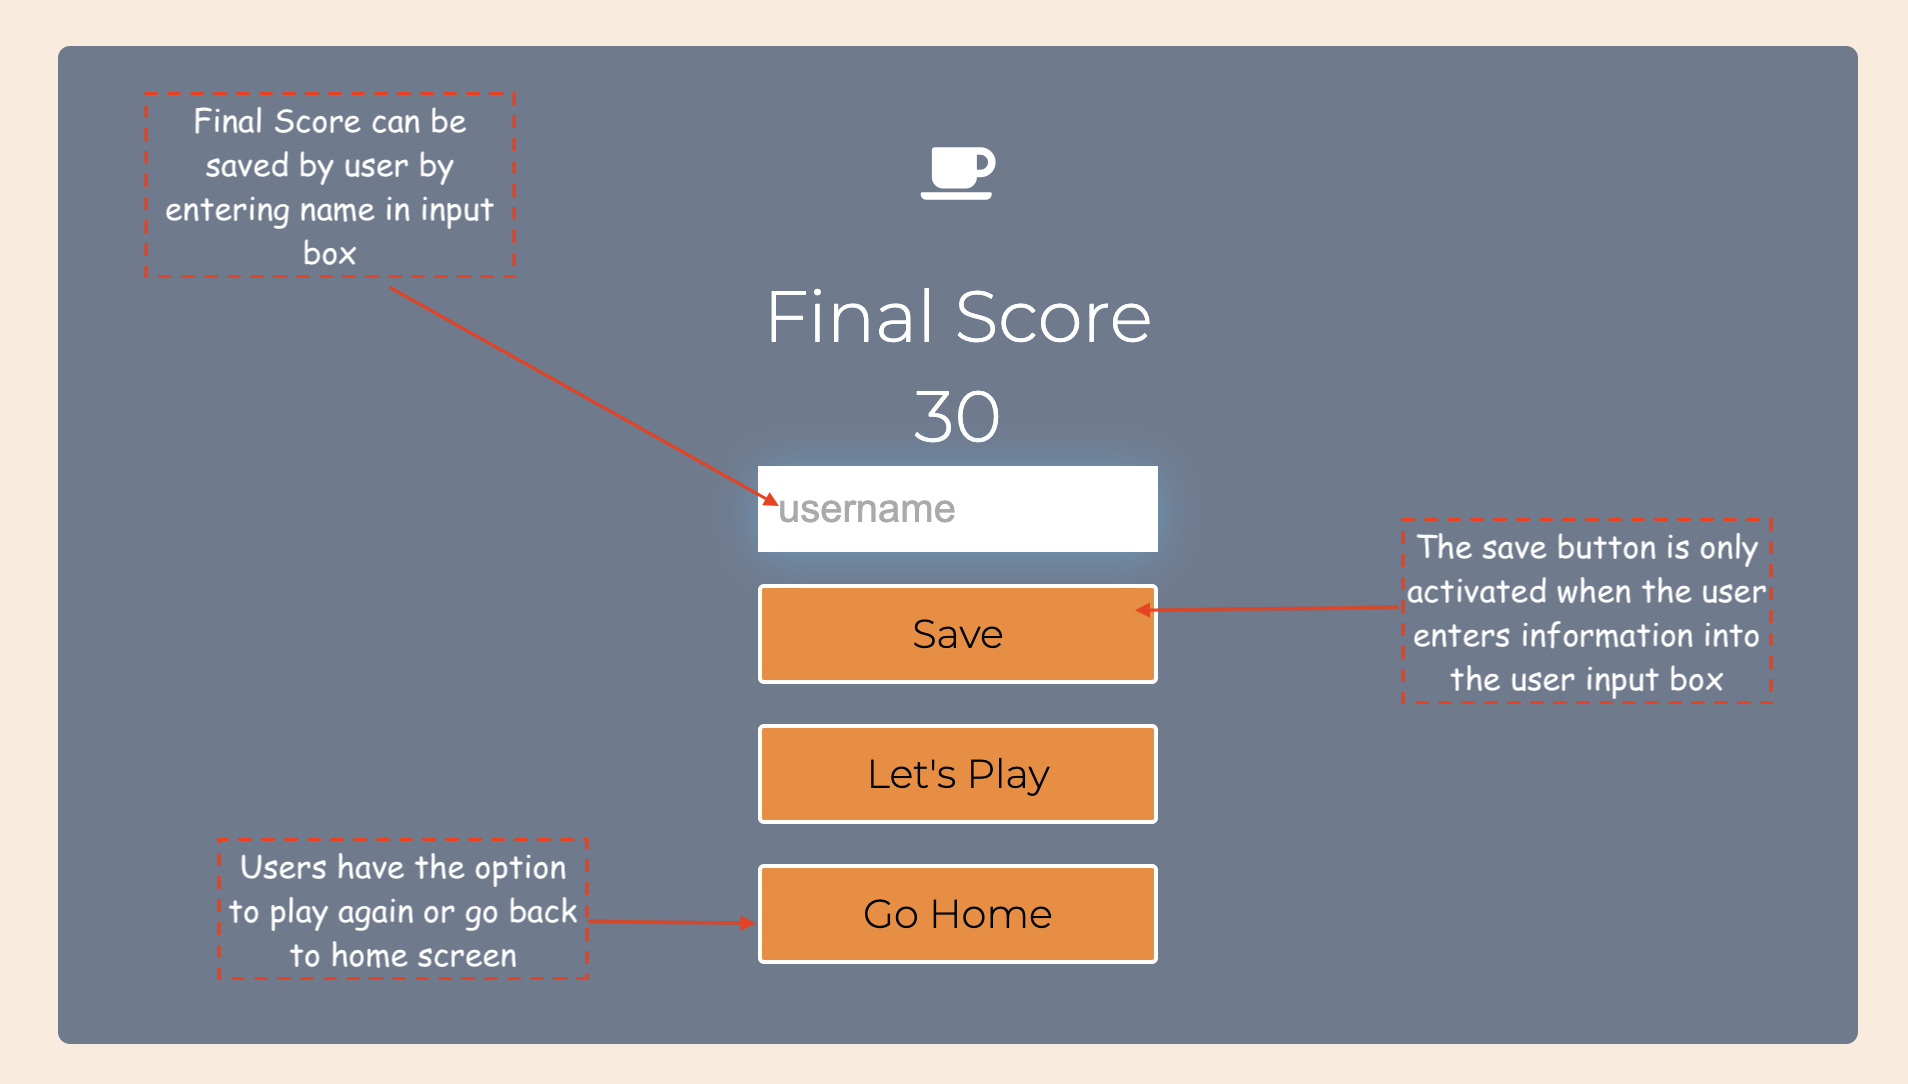 Final Score can be
saved by user by
entering name in input
box
Final Score
30
username
The save button is only
activated when the user
enters information into
the user input box
Save
Let's Play
Users have the option
to play again or go back
to home screen
Go Home